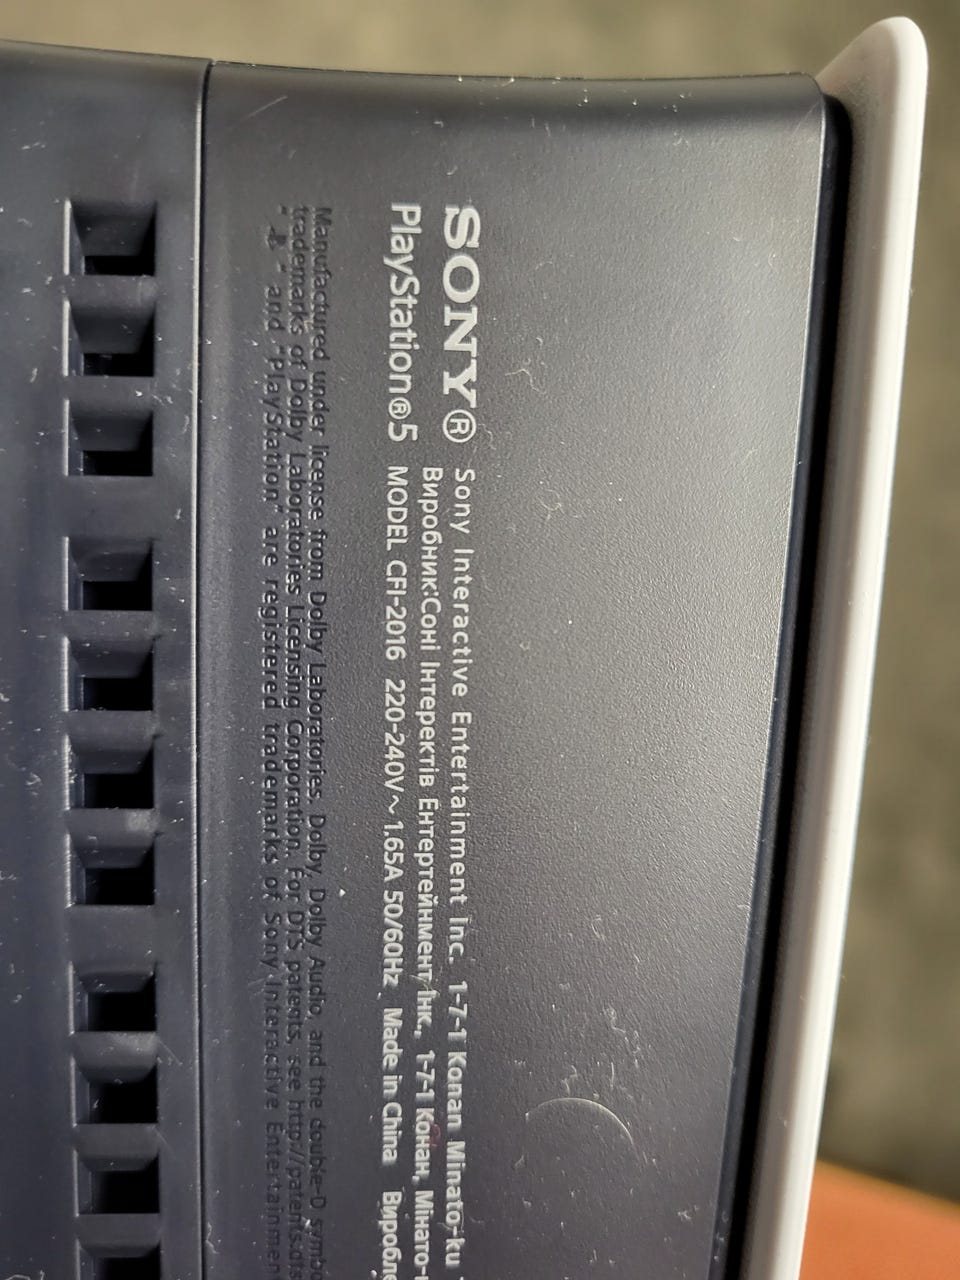 SONY® Sony Interactive Entertainment Inc. 1-7-1 Konan Minato-ku
Виробник:Соні Інтеректів Ентертейнмент Інк., 1-7-1 Конан, Мінато-
PlayStation®5 MODEL CFI-2016 220-240V~ 1.65A 50/60Hz Made in China Виробле
Manufactured under license from Dolby Laboratories. Dolby, Dolby Audio, and the double-D symbo
trademarks of Dolby Laboratories Licensing Corporation. For DTS patents, see http://patents.dts
" " and "PlayStation" are registered trademarks of Sony Interactive Entertainmen